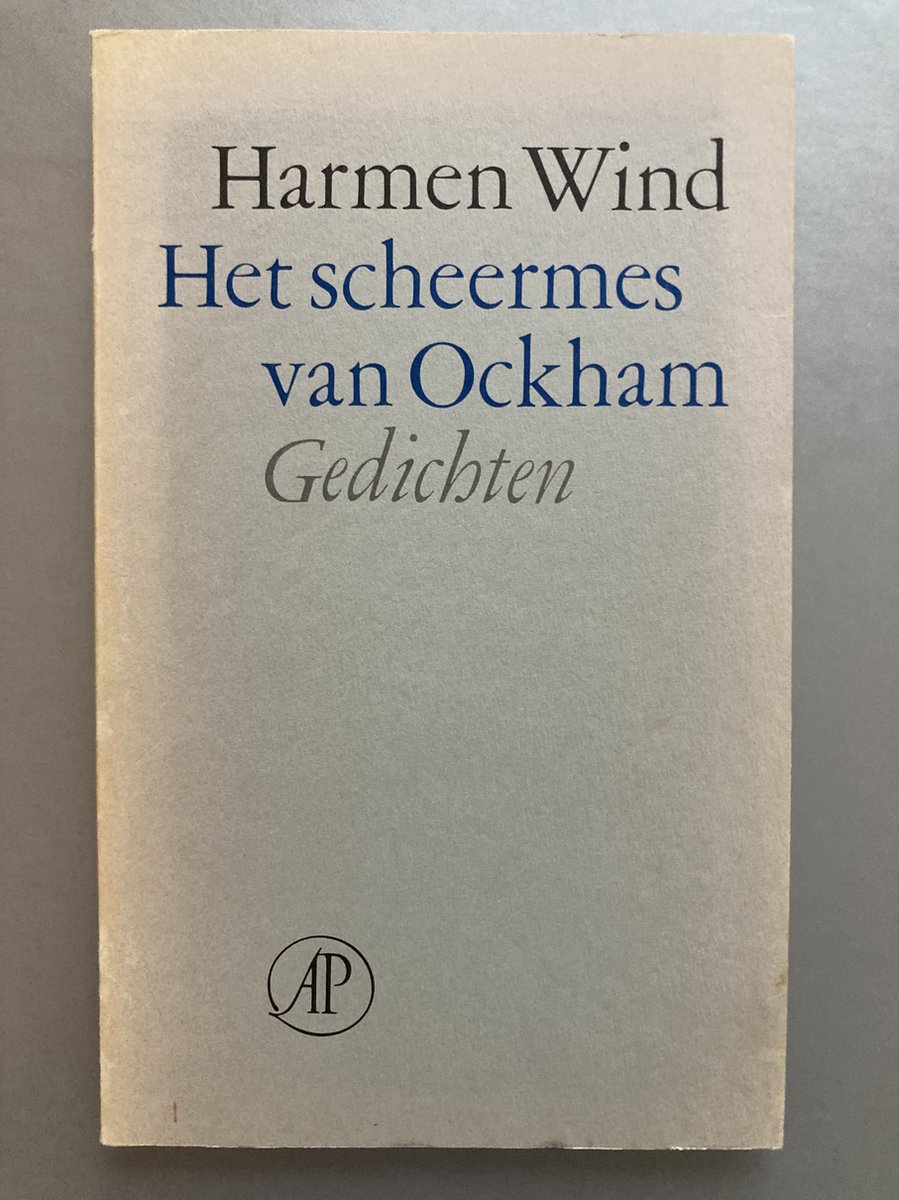 Harmen Wind
Het scheermes
van Ockham
Gedichten
AP